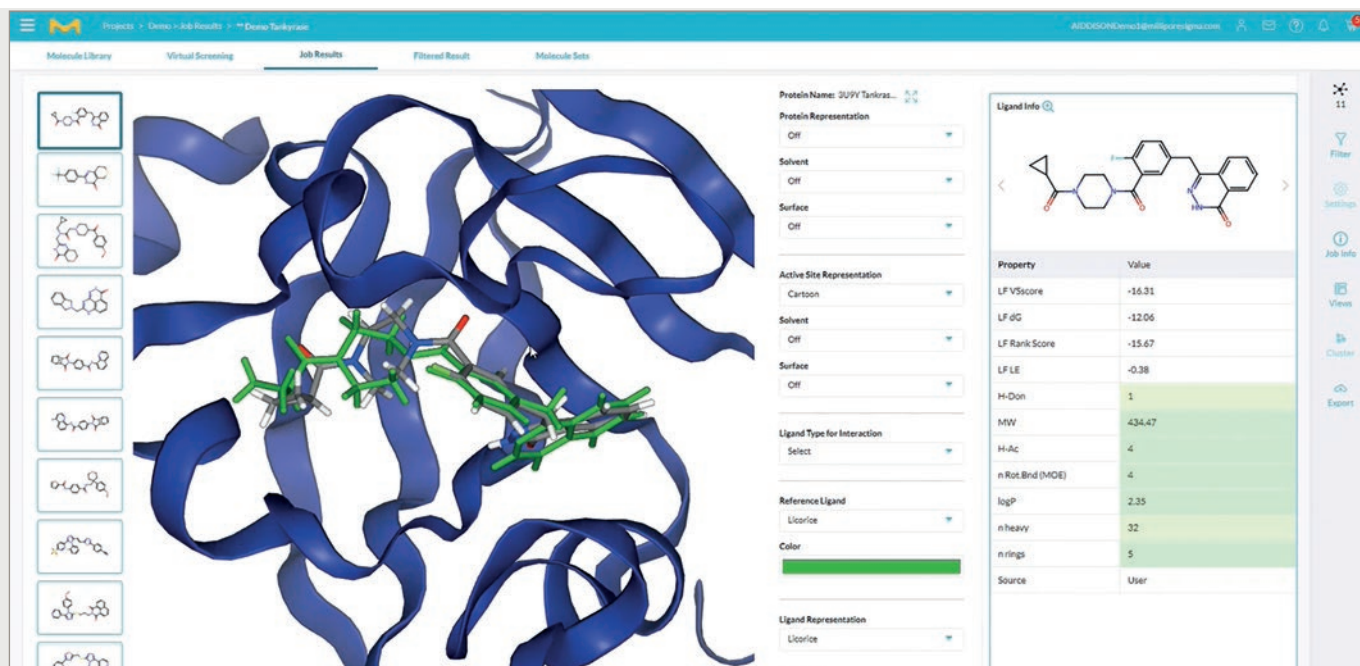 Projects > Demo > Job Results > ** Demo Tankyrase
AIDDISONDemo1@milliporesigma.com
Molecule Library
Virtual Screening
Job Results
Filtered Result
Molecule Sets
Protein Name: 3U9Y Tankras...
Protein Representation
Off
Solvent
Off
Surface
Off
Active Site Representation
Cartoon
Solvent
Off
Surface
Off
Ligand Type for Interaction
Select
Reference Ligand
Licorice
Color
Ligand Representation
Licorice
Ligand Info
F
N
N
O
O
N
NH
O
Property Value
LF VSscore -16.31
LF dG -12.06
LF Rank Score -15.67
LF LE -0.38
H-Don 1
MW 434.47
H-Ac 4
n Rot.Bnd (MOE) 4
logP 2.35
n heavy 32
n rings 5
Source User
11
Filter
Settings
Job Info
Views
Cluster
Export